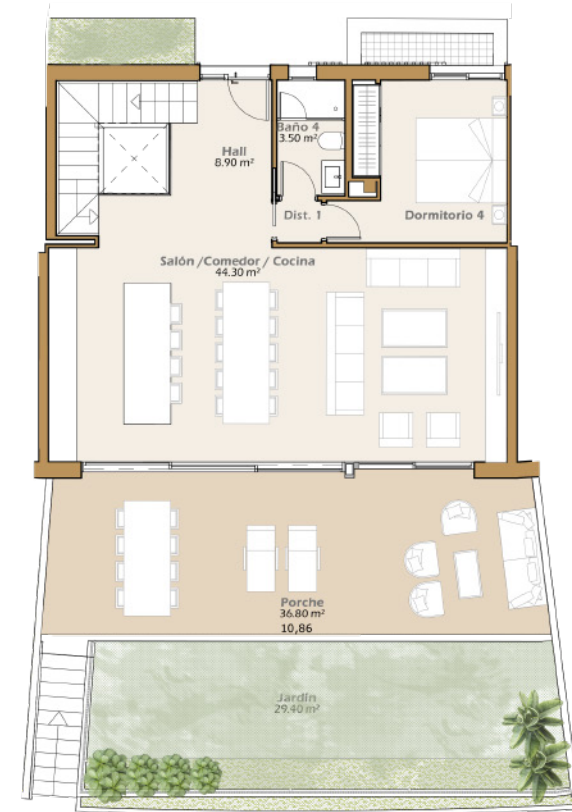 Baño 4
3.50 m²
Hall
8.90 m²
Dist. 1
Dormitorio 4
Salón /Comedor / Cocina
44.30 m²
Porche
36.80 m²
10,86
Jardín
29.40 m²